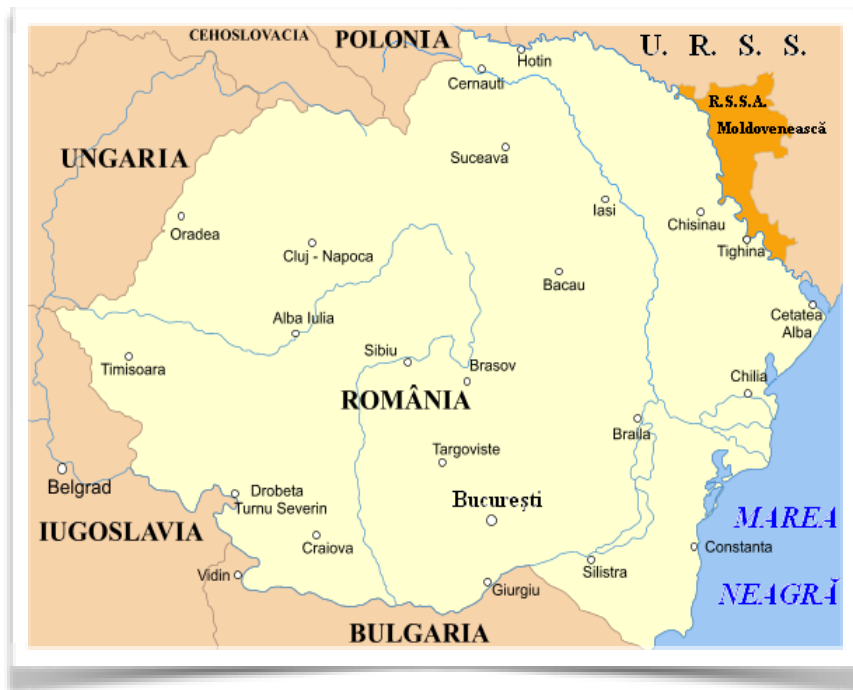 CEHOSLOVACIA
POLONIA
U. R. S. S.
Hotin
Cernauti
R.S.S.A.
Moldovenească
UNGARIA
Suceava
Iasi
Chisinau
Oradea
Cluj - Napoca
Tighina
Bacau
Alba Iulia
Cetatea
Alba
Sibiu
Brasov
Timisoara
Chilia
ROMÂNIA
Braila
Targoviste
Belgrad
Drobeta
Turnu Severin
București
MAREA
IUGOSLAVIA
Craiova
Constanta
Vidin
Silistra
Giurgiu
NEAGRĂ
BULGARIA